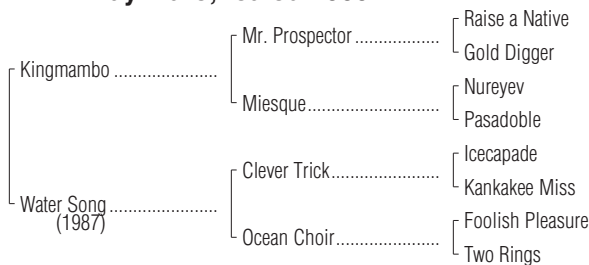 Raise a Native
Mr. Prospector ...................
Gold Digger
Kingmambo .......................
Nureyev
Miesque..............................
Pasadoble
Icecapade
Clever Trick.........................
Kankakee Miss
Water Song ........................
(1987)
Foolish Pleasure
Ocean Choir........................
Two Rings